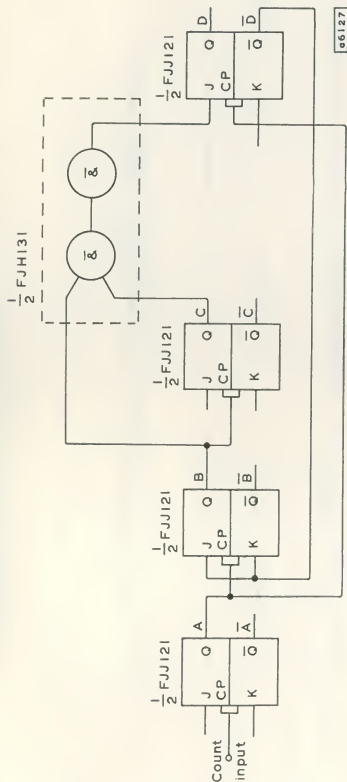 ½ FJH131
&̅
&̅
½ FJJ121
J
Q
CP
K
Q̅
A
A̅
Count
input
½ FJJ121
J
Q
CP
K
Q̅
B
B̅
½ FJJ121
J
Q
CP
K
Q̅
C
C̅
½ FJJ121
J
Q
CP
K
Q̅
D
D̅
a6127